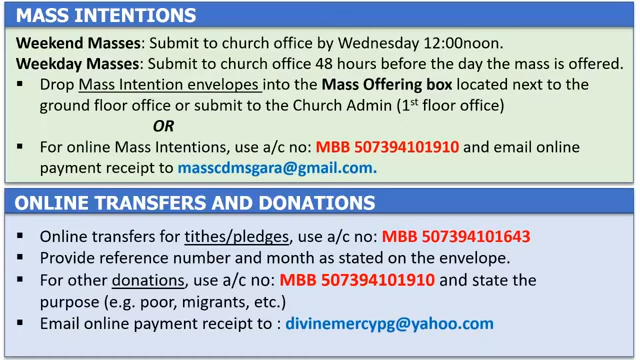 MASS INTENTIONS
Weekend Masses: Submit to church office by Wednesday 12:00noon.
Weekday Masses: Submit to church office 48 hours before the day the mass is offered.
▪ Drop Mass Intention envelopes into the Mass Offering box located next to the
ground floor office or submit to the Church Admin (1st floor office)
OR
▪ For online Mass Intentions, use a/c no: MBB 507394101910 and email online
payment receipt to masscdmsgara@gmail.com.
ONLINE TRANSFERS AND DONATIONS
▪ Online transfers for tithes/pledges, use a/c no: MBB 507394101643
▪ Provide reference number and month as stated on the envelope.
▪ For other donations, use a/c no: MBB 507394101910 and state the
purpose (e.g. poor, migrants, etc.)
▪ Email online payment receipt to : divinemercypg@yahoo.com